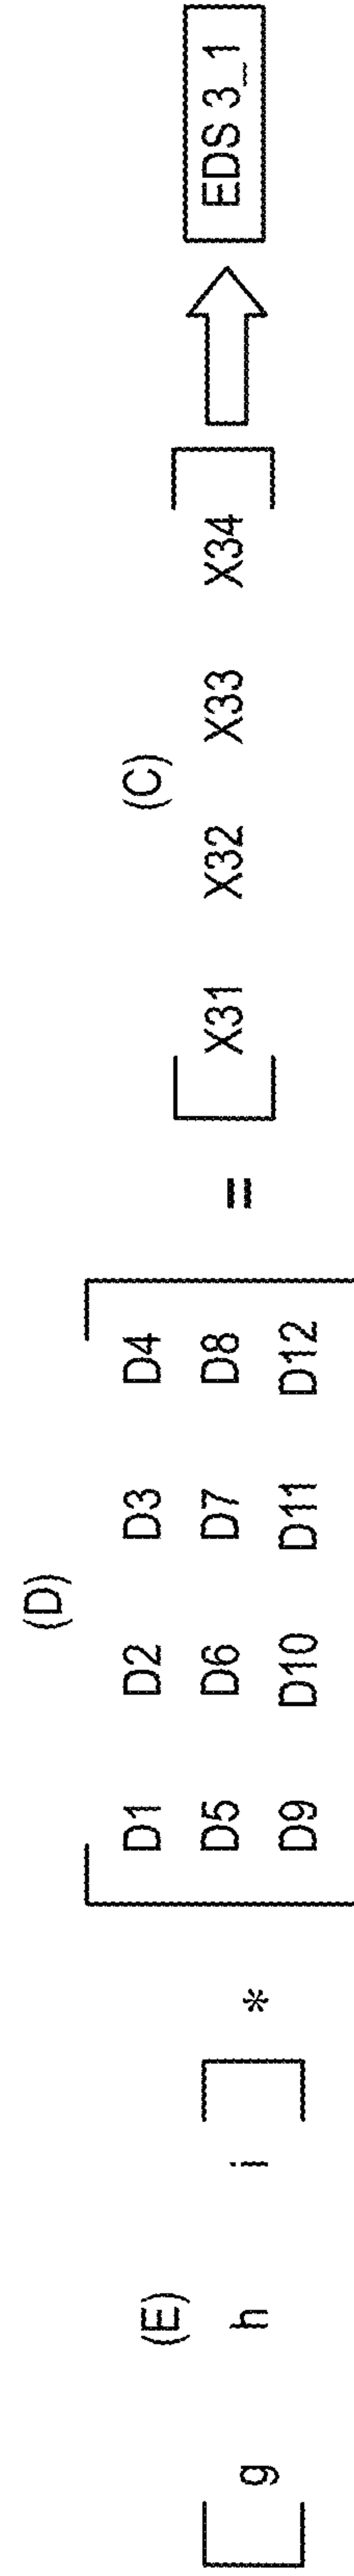 (E) (D) (C)
D1 D2 D3 D4
[ g h i ] * D5 D6 D7 D8 = [ X31 X32 X33 X34 ] EDS 3_1
D9 D10 D11 D12